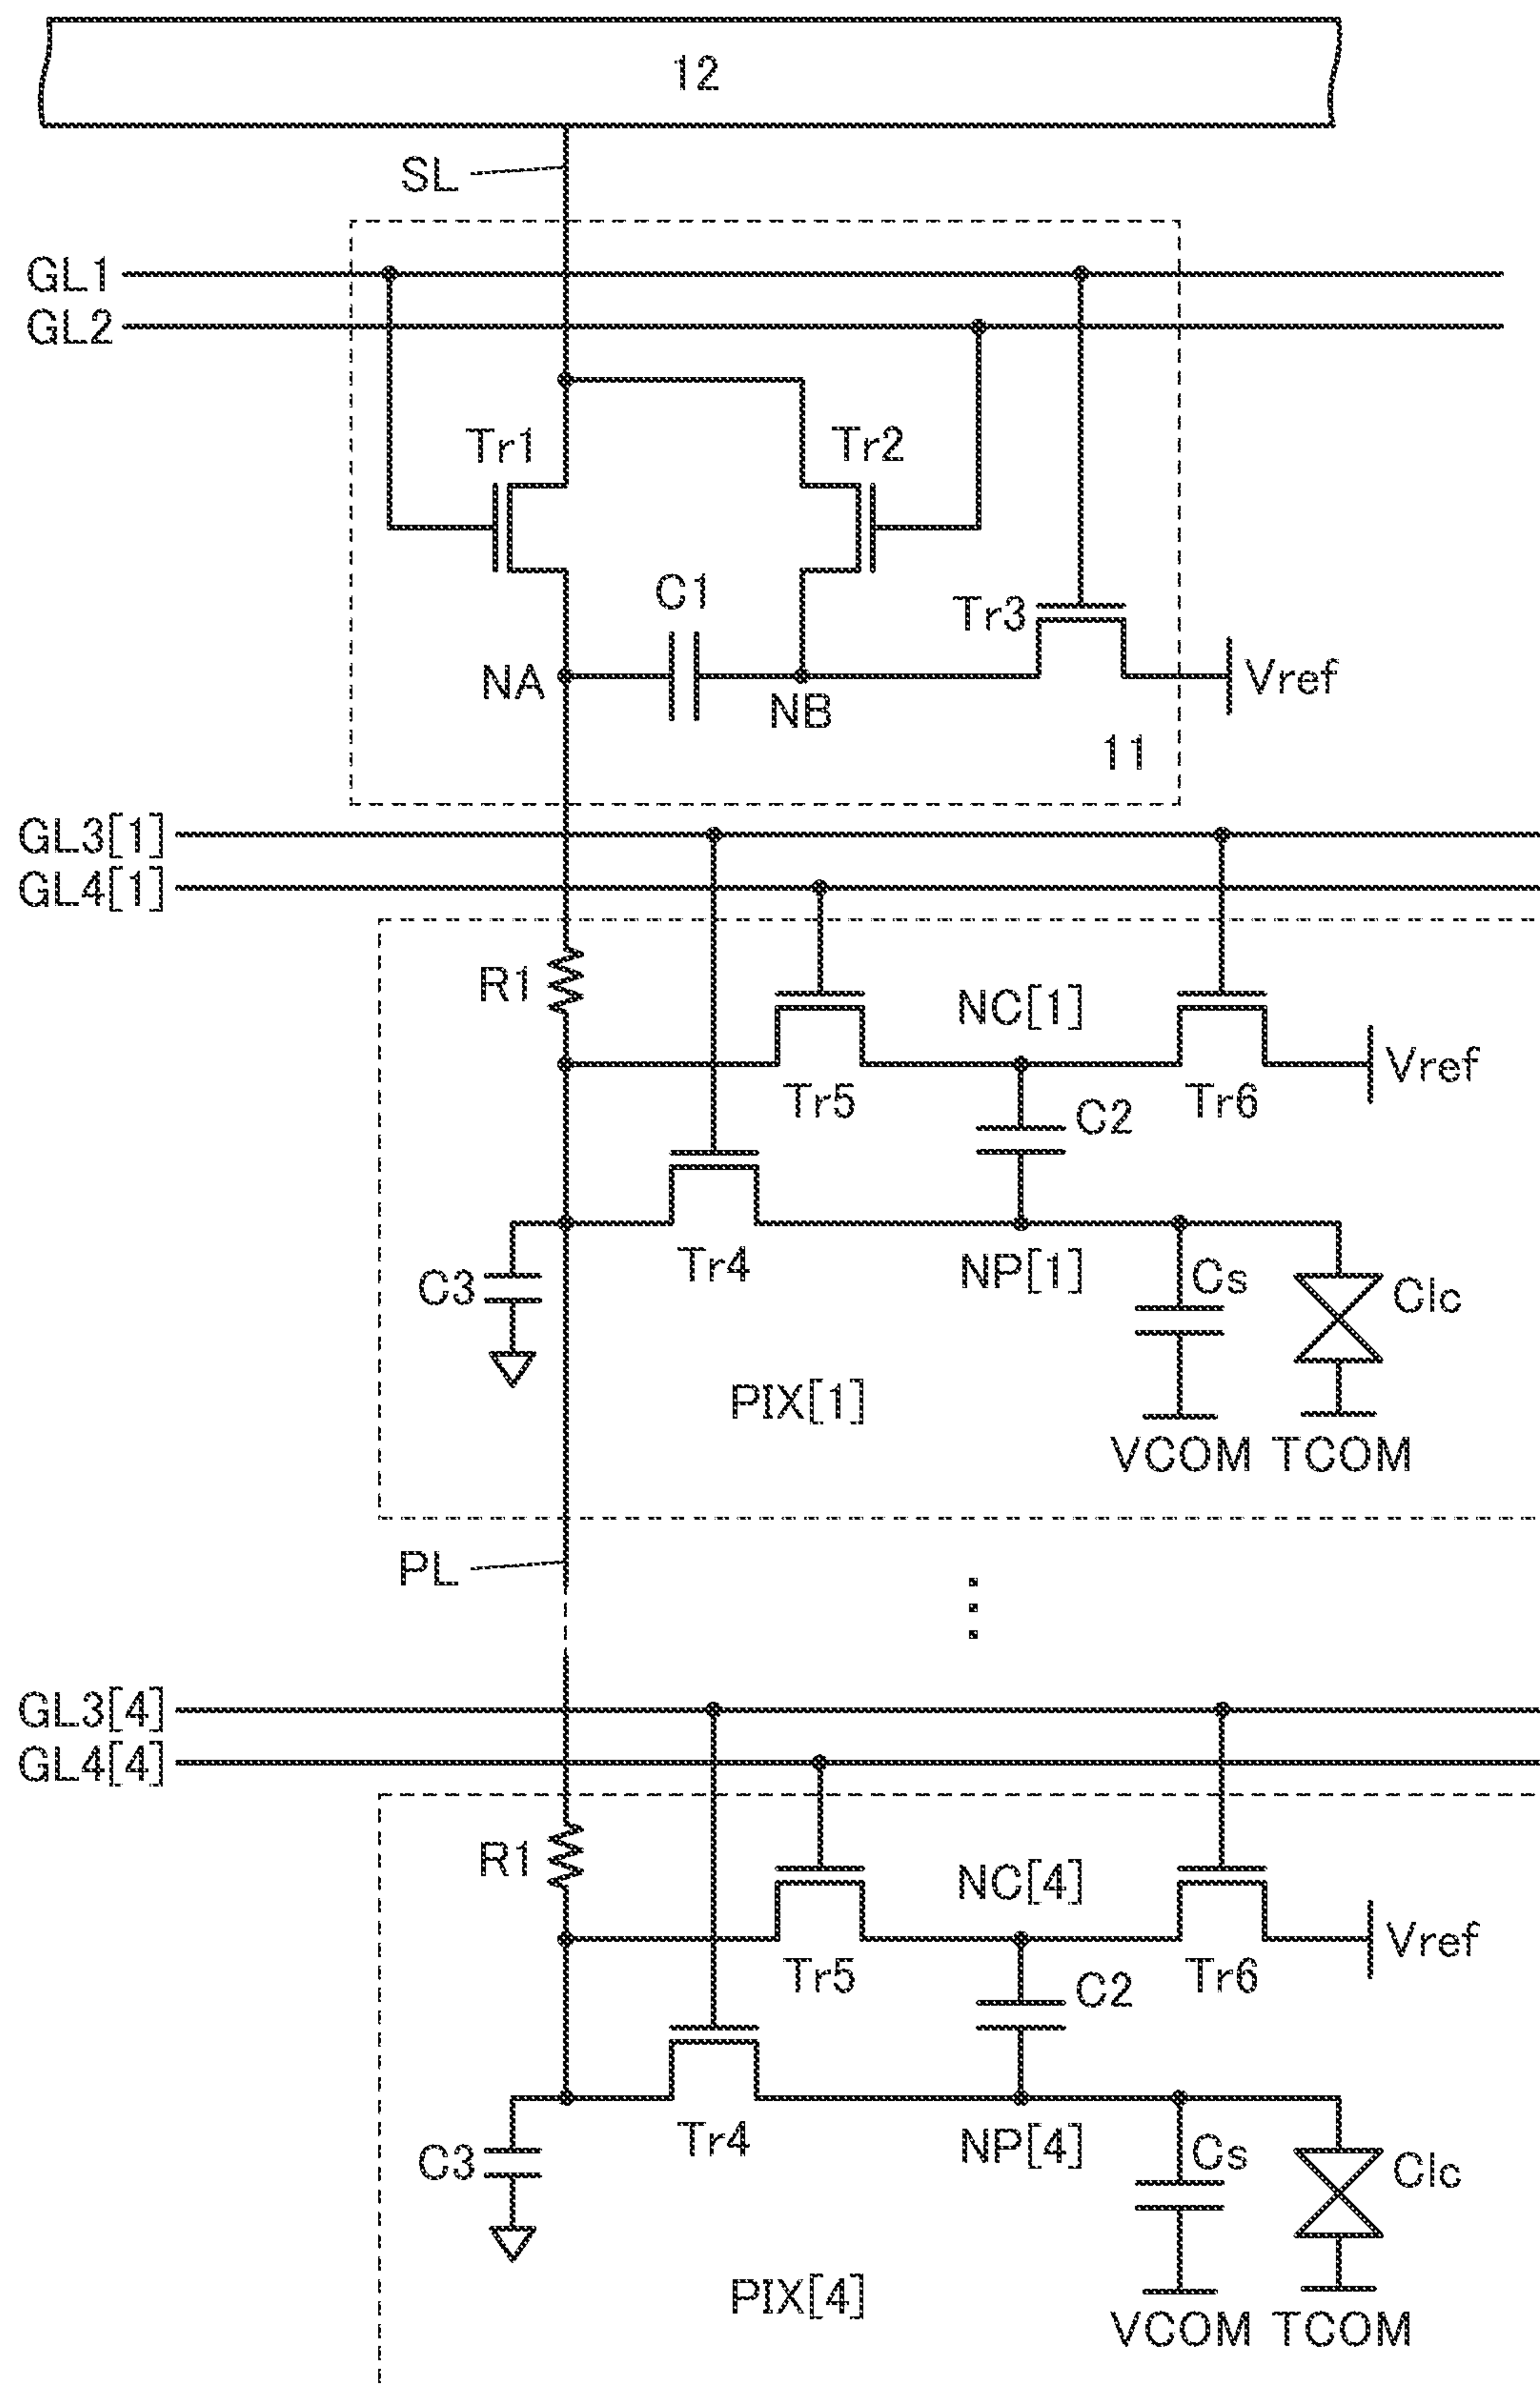 12
SL
GL1
GL2
Tr1
Tr2
C1
Tr3
NA
NB
Vref
11
GL3[1]
GL4[1]
R1
NC[1]
Tr5
C2
Tr6
Vref
Tr4
NP[1]
C3
Cs
Clc
PIX[1]
VCOM
TCOM
PL
GL3[4]
GL4[4]
R1
NC[4]
Tr5
C2
Tr6
Vref
Tr4
NP[4]
C3
Cs
Clc
PIX[4]
VCOM
TCOM